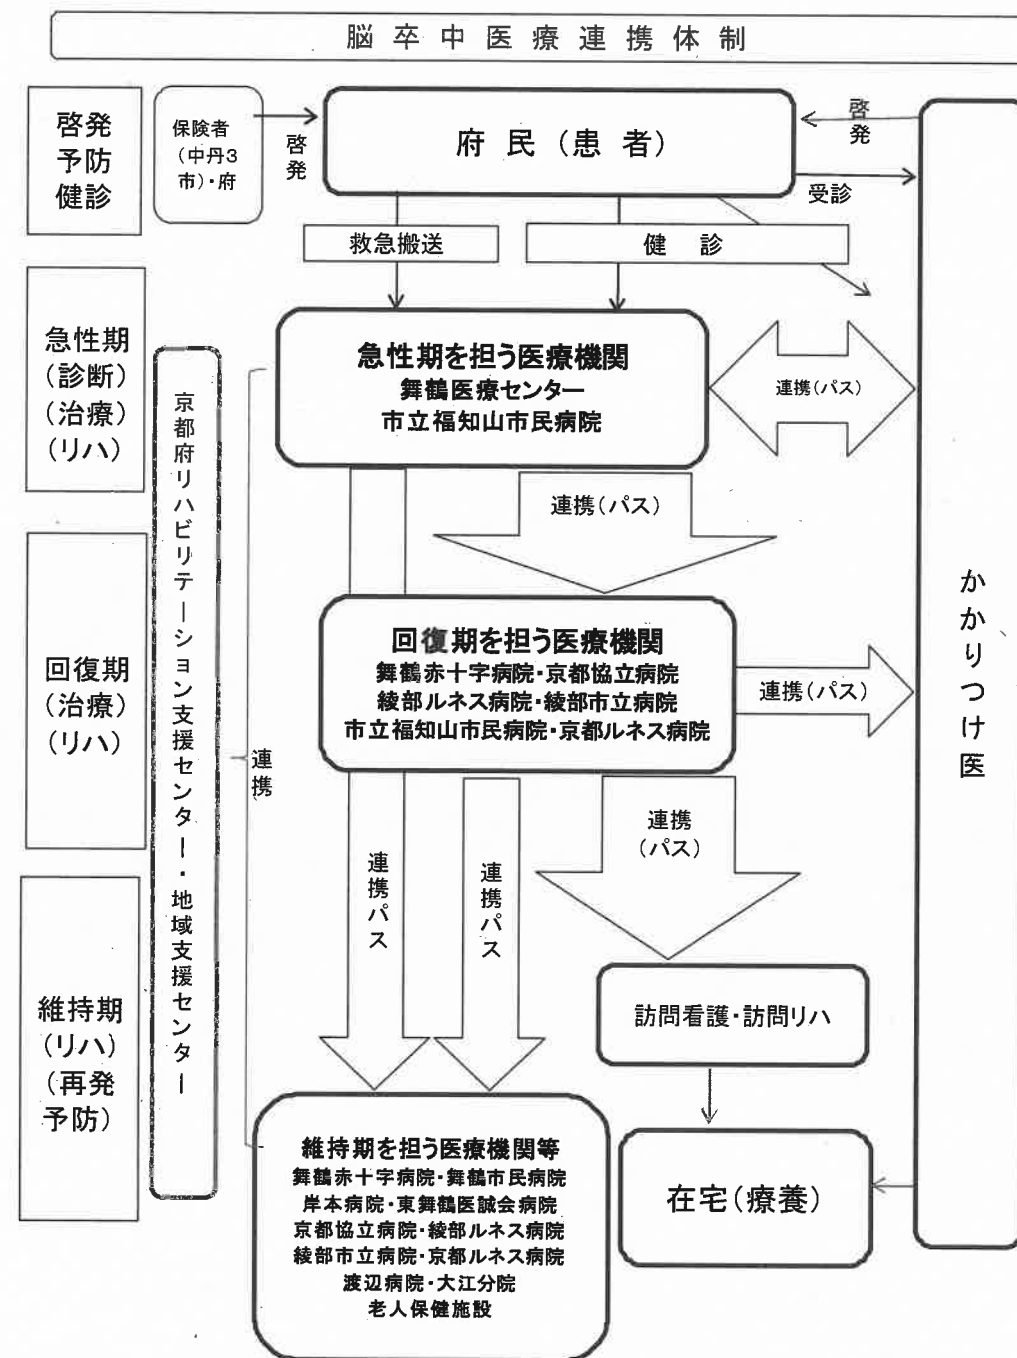 脳卒中医療連携体制
啓発
予防
健診
保険者
(中丹3
市)・府
啓発
府民(患者)
啓発
受診
救急搬送
健診
急性期
(診断)
(治療)
(リハ)
京都府リハビリテーション支援センター・地域支援センター
急性期を担う医療機関
舞鶴医療センター
市立福知山市民病院
連携(パス)
かかりつけ医
連携(パス)
回復期
(治療)
(リハ)
連携
回復期を担う医療機関
舞鶴赤十字病院・京都協立病院
綾部ルネス病院・綾部市立病院
市立福知山市民病院・京都ルネス病院
連携(パス)
連携パス
連携パス
連携
(パス)
維持期
(リハ)
(再発
予防)
訪問看護・訪問リハ
維持期を担う医療機関等
舞鶴赤十字病院・舞鶴市民病院
岸本病院・東舞鶴医誠会病院
京都協立病院・綾部ルネス病院
綾部市立病院・京都ルネス病院
渡辺病院・大江分院
老人保健施設
在宅(療養)